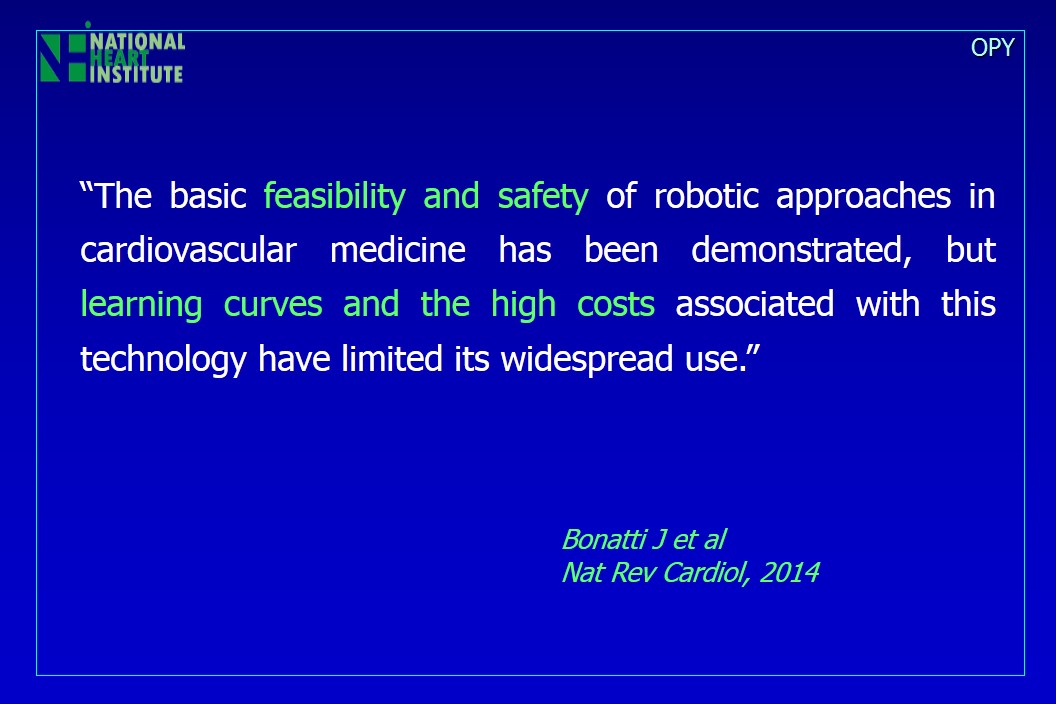 NATIONAL
HEART
INSTITUTE
OPY
“The basic feasibility and safety of robotic approaches in
cardiovascular medicine has been demonstrated, but
learning curves and the high costs associated with this
technology have limited its widespread use.”
Bonatti J et al
Nat Rev Cardiol, 2014